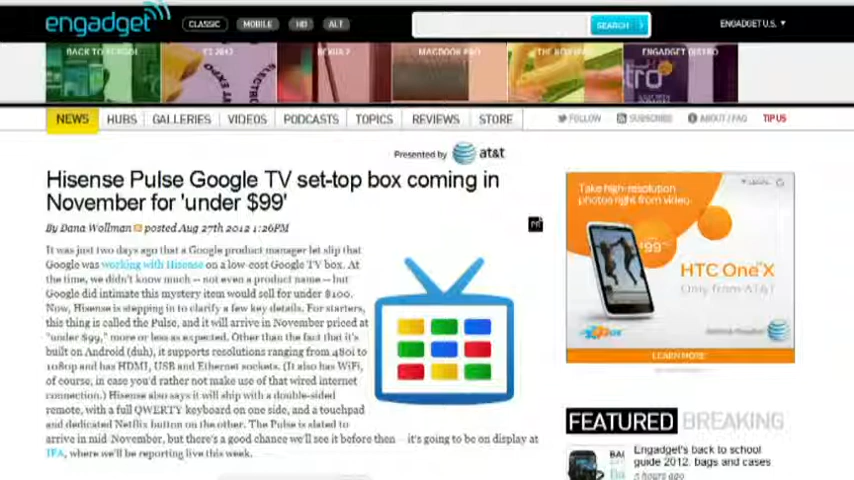 engadget
CLASSIC MOBILE HD ALT
SEARCH
ENGADGET U.S.
BACK TO SCHOOL
MACBOOK PRO
ENGADGET DISTRO
NEWS HUBS GALLERIES VIDEOS PODCASTS TOPICS REVIEWS STORE
FOLLOW SUBSCRIBE ABOUT / FAQ TIP US
Presented by at&t
Hisense Pulse Google TV set-top box coming in
November for 'under $99'
By Dana Wollman posted Aug 27th 2012 1:26PM
PR
It was just two days ago that a Google product manager let slip that
Google was working with Hisense on a low-cost Google TV box. At
the time, we didn't know much -- not even a product name -- but
Google did intimate this mystery item would sell for under $100.
Now, Hisense is stepping in to clarify a few key details. For starters,
this thing is called the Pulse, and it will arrive in November priced at
"under $99," more or less as expected. Other than the fact that it's
built on Android (duh), it supports resolutions ranging from 480i to
1080p and has HDMI, USB and Ethernet sockets. (It also has WiFi,
of course, in case you'd rather not make use of that wired internet
connection.) Hisense also says it will ship with a double-sided
remote, with a full QWERTY keyboard on one side, and a touchpad
and dedicated Netflix button on the other. The Pulse is slated to
arrive in mid-November, but there's a good chance we'll see it before then -- it's going to be on display at
IFA, where we'll be reporting live this week.
Take high-resolution
photos right from video.
$99
HTC One X
Only from AT&T
at&t
LEARN MORE
FEATURED BREAKING
Engadget's back to school
guide 2012: bags and cases
5 hours ago